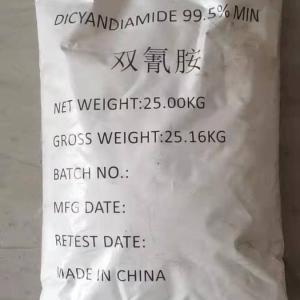 DICYANDIAMIDE 99.5% MIN
双氰胺
NET WEIGHT:25.00KG
GROSS WEIGHT:25.16KG
BATCH NO.:
MFG DATE:
RETEST DATE:
MADE IN CHINA